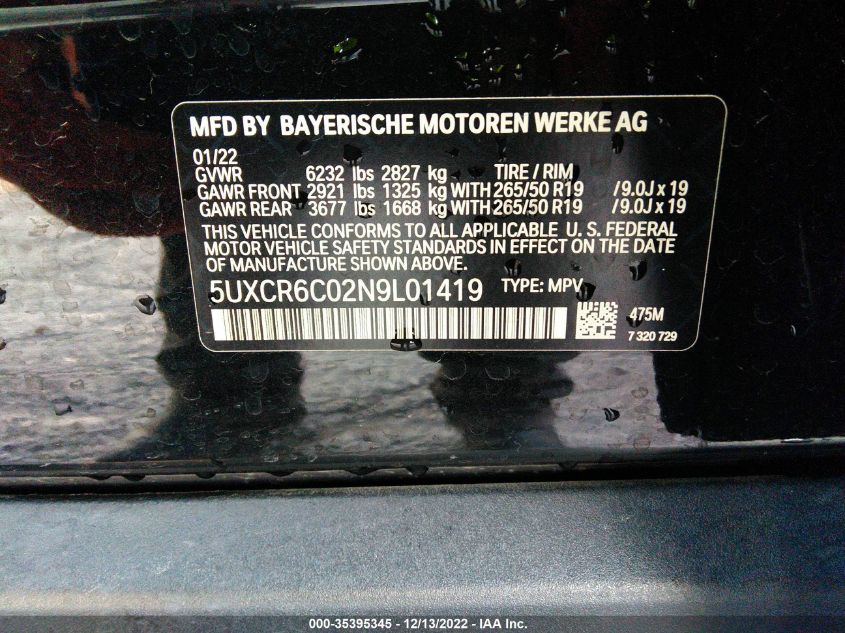 MFD BY BAYERISCHE MOTOREN WERKE AG
01/22
GVWR 6232 lbs 2827 kg TIRE / RIM
GAWR FRONT 2921 lbs 1325 kg WITH 265/50 R19 /9.0J x 19
GAWR REAR 3677 lbs 1668 kg WITH 265/50 R19 /9.0J x 19
THIS VEHICLE CONFORMS TO ALL APPLICABLE U. S. FEDERAL
MOTOR VEHICLE SAFETY STANDARDS IN EFFECT ON THE DATE
OF MANUFACTURE SHOWN ABOVE.
5UXCR6C02N9L01419 TYPE: MPV
475M
7 320 729
000-35395345 - 12/13/2022 - IAA Inc.